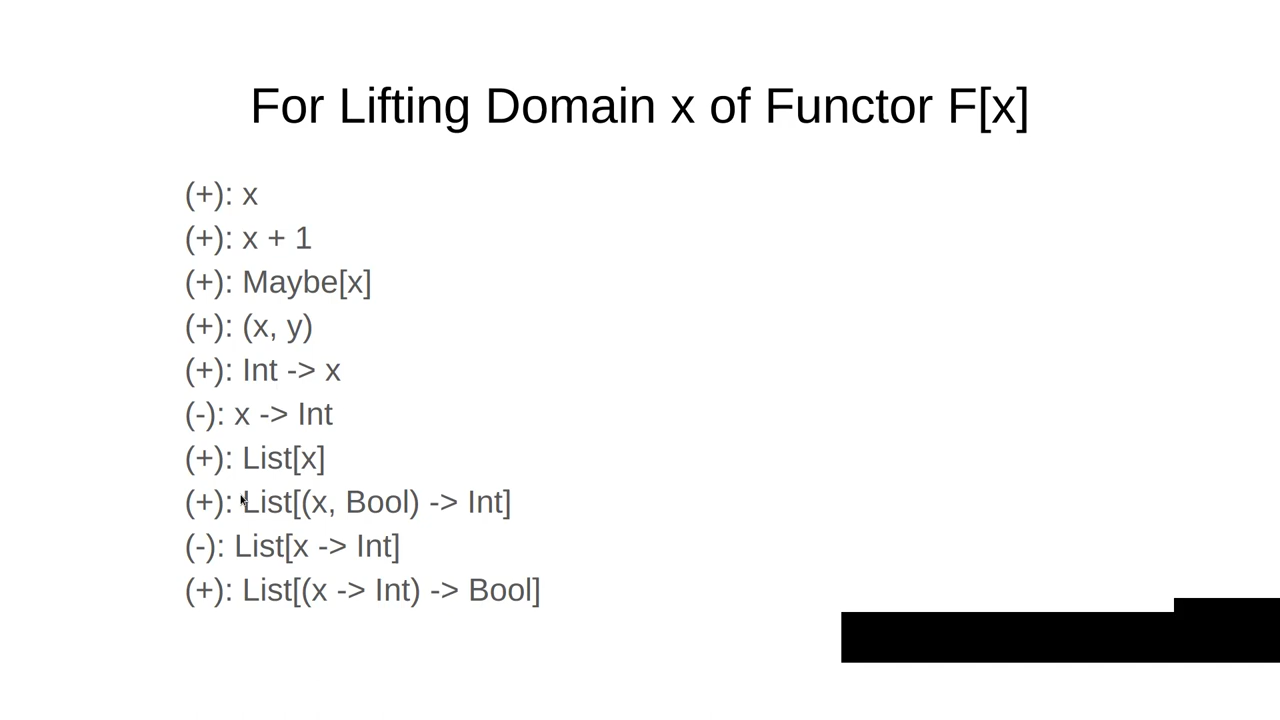 For Lifting Domain x of Functor F[x]
(+): x
(+): x + 1
(+): Maybe[x]
(+): (x, y)
(+): Int -> x
(-): x -> Int
(+): List[x]
(+): List[(x, Bool) -> Int]
(-): List[x -> Int]
(+): List[(x -> Int) -> Bool]